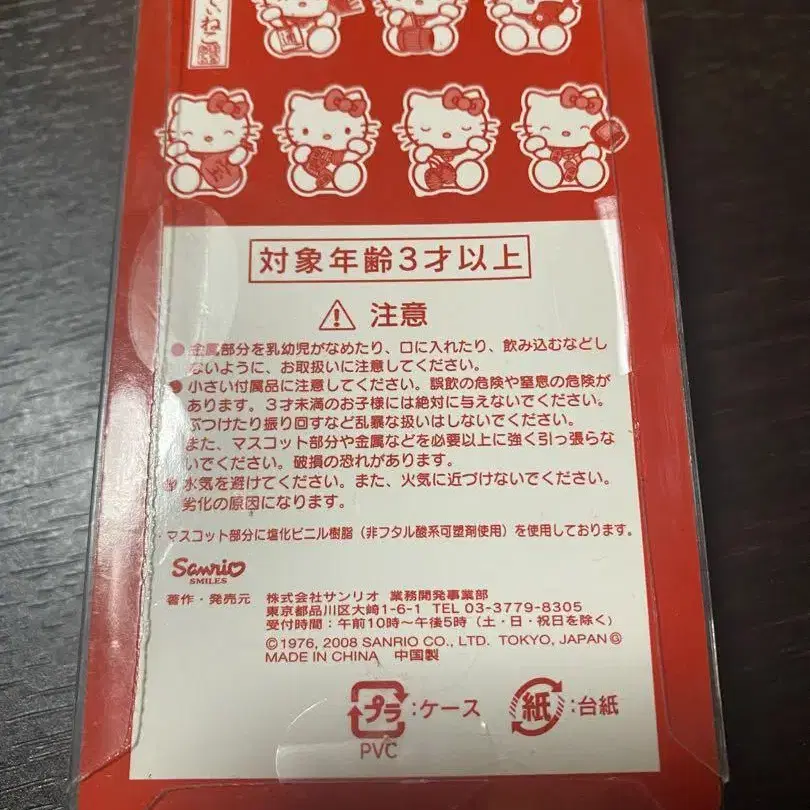 いねこ
対象年齢3才以上
注意
●金属部分を乳幼児がなめたり、口に入れたり、飲み込むなどし
ないように、お取扱いに注意してください。
●小さい付属品に注意してください。誤飲の危険や窒息の危険が
あります。３才未満のお子様には絶対に与えないでください。
ぶつけたり振り回すなど乱暴な扱いはしないでください。
また、マスコット部分や金属などを必要以上に強く引っ張らな
いでください。破損の恐れがあります。
水気を避けてください。また、火気に近づけないでください。
劣化の原因になります。
・マスコット部分に塩化ビニル樹脂（非フタル酸系可塑剤使用）を使用しております。
Sanrio
SMILES
著作・発売元 株式会社サンリオ 業務開発事業部
東京都品川区大崎1-6-1 TEL 03-3779-8305
受付時間：午前10時～午後5時（土・日・祝日を除く）
©1976, 2008 SANRIO CO., LTD. TOKYO, JAPAN Ⓖ
MADE IN CHINA 中国製
プラ:ケース 紙:台紙
PVC